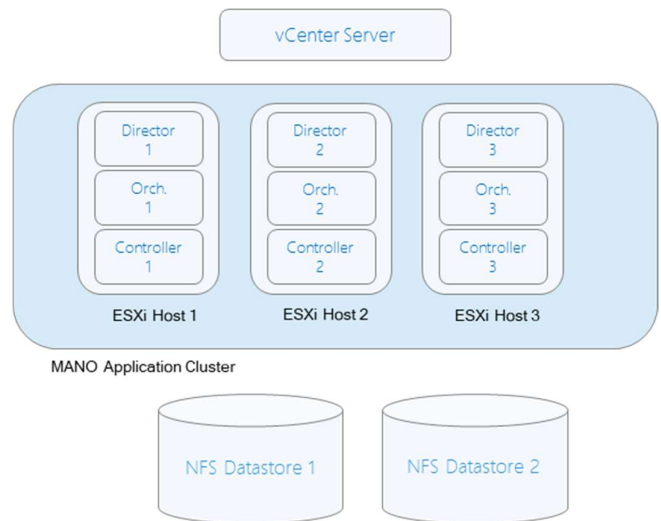 vCenter Server
Director
1
Orch.
1
Controller
1
ESXi Host 1
Director
2
Orch.
2
Controller
2
ESXi Host 2
Director
3
Orch.
3
Controller
3
ESXi Host 3
MANO Application Cluster
NFS Datastore 1
NFS Datastore 2